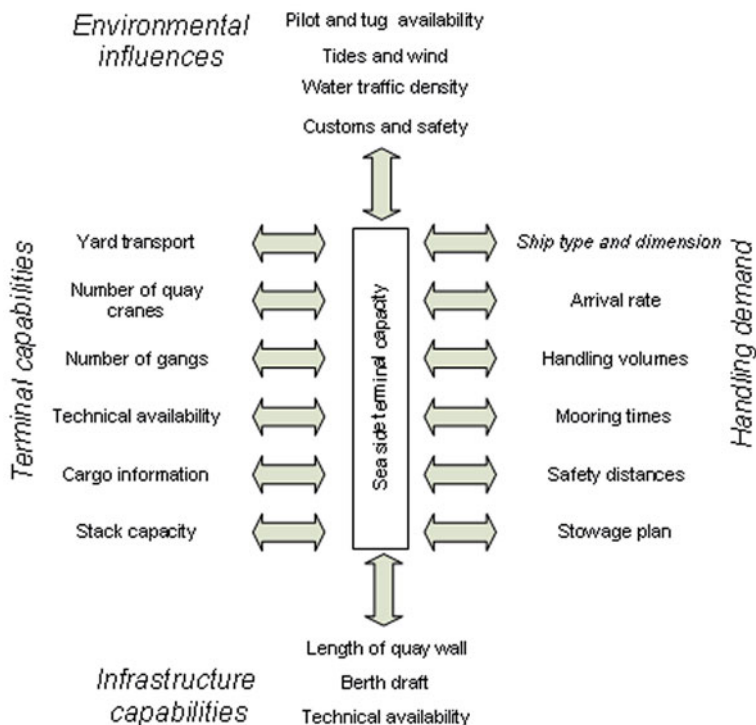 Environmental
influences
Pilot and tug availability
Tides and wind
Water traffic density
Customs and safety
Terminal capabilities
Yard transport
Number of quay
cranes
Number of gangs
Technical availability
Cargo information
Stack capacity
Sea side terminal capacity
Ship type and dimension
Arrival rate
Handling volumes
Mooring times
Safety distances
Stowage plan
Handling demand
Infrastructure
capabilities
Length of quay wall
Berth draft
Technical availability